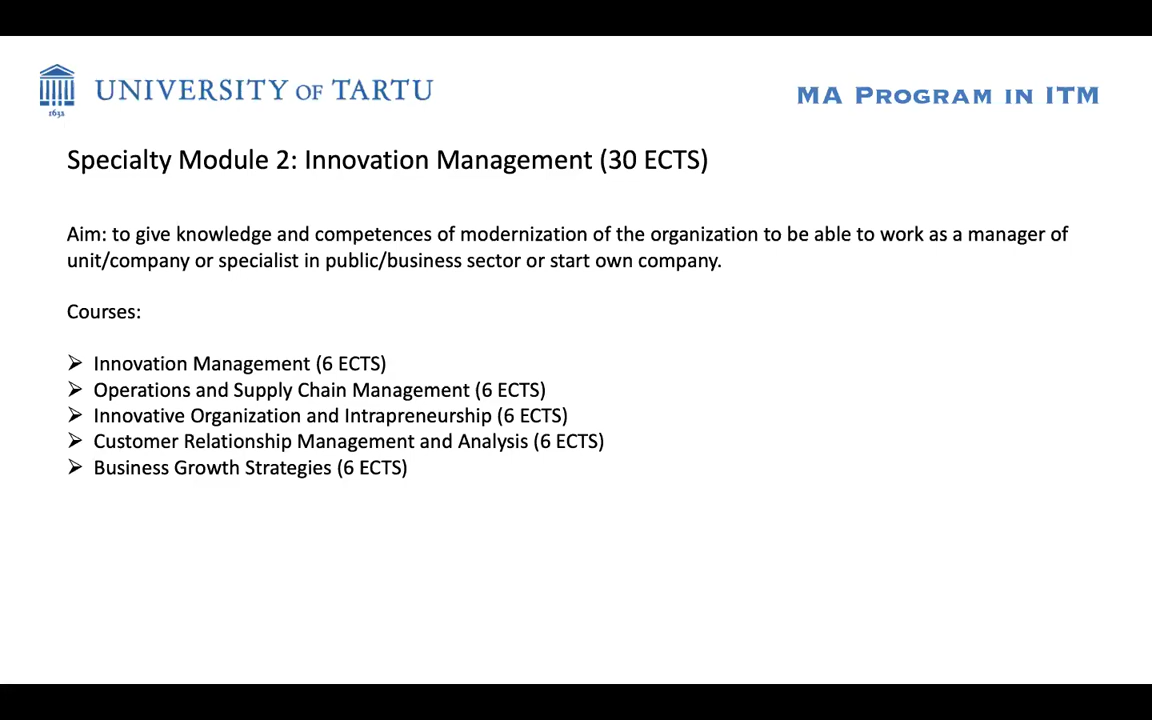 UNIVERSITY OF TARTU
1632
MA PROGRAM IN ITM
Specialty Module 2: Innovation Management (30 ECTS)
Aim: to give knowledge and competences of modernization of the organization to be able to work as a manager of
unit/company or specialist in public/business sector or start own company.
Courses:
➢ Innovation Management (6 ECTS)
➢ Operations and Supply Chain Management (6 ECTS)
➢ Innovative Organization and Intrapreneurship (6 ECTS)
➢ Customer Relationship Management and Analysis (6 ECTS)
➢ Business Growth Strategies (6 ECTS)